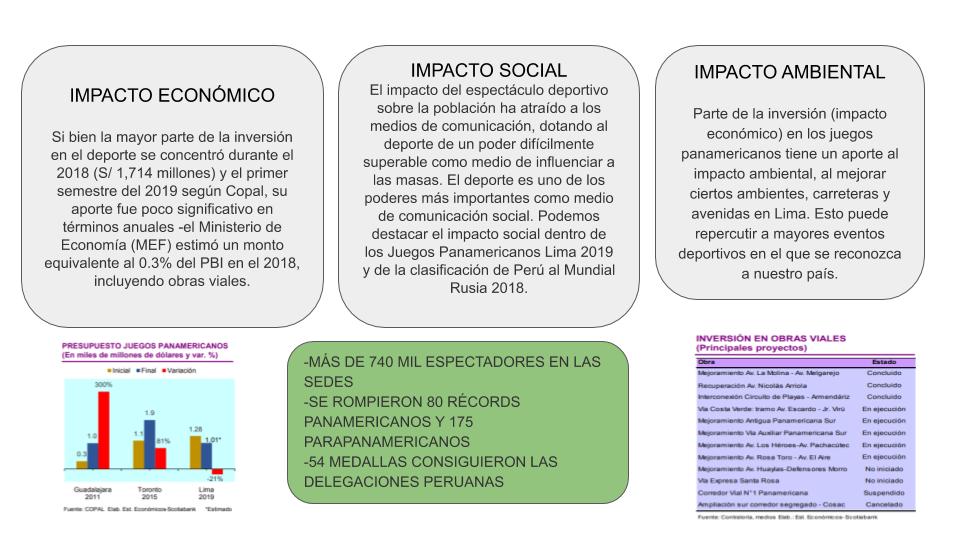 IMPACTO ECONÓMICO
Si bien la mayor parte de la inversión
en el deporte se concentró durante el
2018 (S/ 1,714 millones) y el primer
semestre del 2019 según Copal, su
aporte fue poco significativo en
términos anuales -el Ministerio de
Economía (MEF) estimó un monto
equivalente al 0.3% del PBI en el 2018,
incluyendo obras viales.
IMPACTO SOCIAL
El impacto del espectáculo deportivo
sobre la población ha atraído a los
medios de comunicación, dotando al
deporte de un poder difícilmente
superable como medio de influenciar a
las masas. El deporte es uno de los
poderes más importantes como medio
de comunicación social. Podemos
destacar el impacto social dentro de
los Juegos Panamericanos Lima 2019
y de la clasificación de Perú al Mundial
Rusia 2018.
IMPACTO AMBIENTAL
Parte de la inversión (impacto
económico) en los juegos
panamericanos tiene un aporte al
impacto ambiental, al mejorar
ciertos ambientes, carreteras y
avenidas en Lima. Esto puede
repercutir a mayores eventos
deportivos en el que se reconozca
a nuestro país.
PRESUPUESTO JUEGOS PANAMERICANOS
(En miles de millones de dólares y var. %)
Inicial Final Variación
300%
1.9
1.28
1.0
1.1
81%
1.01*
0.3
-21%
Guadalajara Toronto Lima
2011 2015 2019
Fuente: COPAL Elab. Est. Económicos-Scotiabank *Estimado
-MÁS DE 740 MIL ESPECTADORES EN LAS
SEDES
-SE ROMPIERON 80 RÉCORDS
PANAMERICANOS Y 175
PARAPANAMERICANOS
-54 MEDALLAS CONSIGUIERON LAS
DELEGACIONES PERUANAS
INVERSIÓN EN OBRAS VIALES
(Principales proyectos)
Obra Estado
Mejoramiento Av. La Molina - Av. Melgarejo Concluido
Recuperación Av. Nicolás Arriola Concluido
Interconexión Circuito de Playas - Armendáriz Concluido
Vía Costa Verde: tramo Av. Escardo - Jr. Virú En ejecución
Mejoramiento Antigua Panamericana Sur En ejecución
Mejoramiento Vía Auxiliar Panamericana Sur En ejecución
Mejoramiento Av. Los Héroes-Av. Pachacútec En ejecución
Mejoramiento Av. Rosa Toro - Av. El Aire En ejecución
Mejoramiento Av. Huaylas-Defensores Morro No iniciado
Vía Expresa Santa Rosa No iniciado
Corredor Vial N°1 Panamericana Suspendido
Ampliación sur corredor segregado - Cosac Cancelado
Fuente: Contraloría, medios Elab.: Est. Económicos-Scotiabank